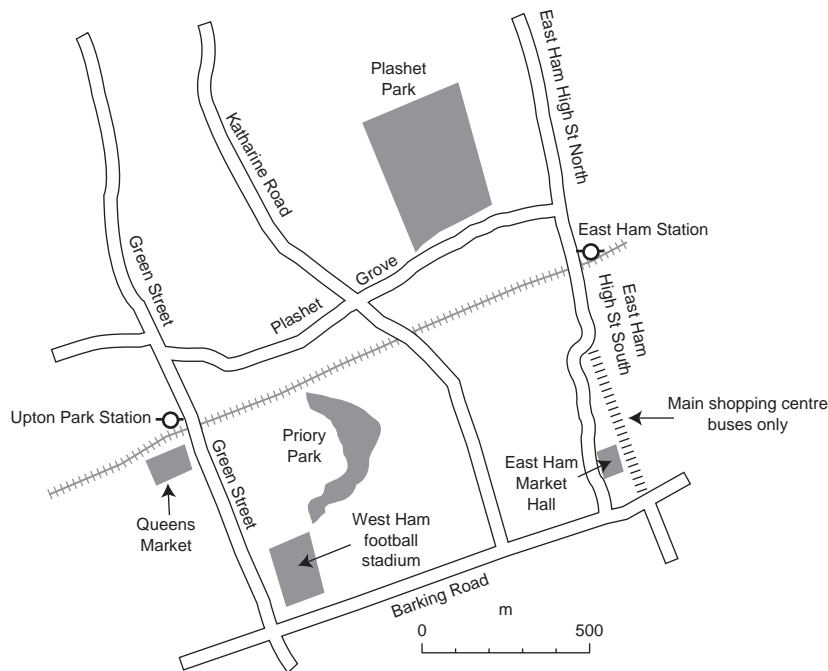 Plashet
Park
East Ham High St North
Katharine Road
East Ham Station
Green Street
Plashet
Grove
East Ham
High St South
Upton Park Station
Main shopping centre
buses only
Priory
Park
East Ham
Market
Hall
Green Street
Queens
Market
West Ham
football
stadium
Barking Road
m
0
500